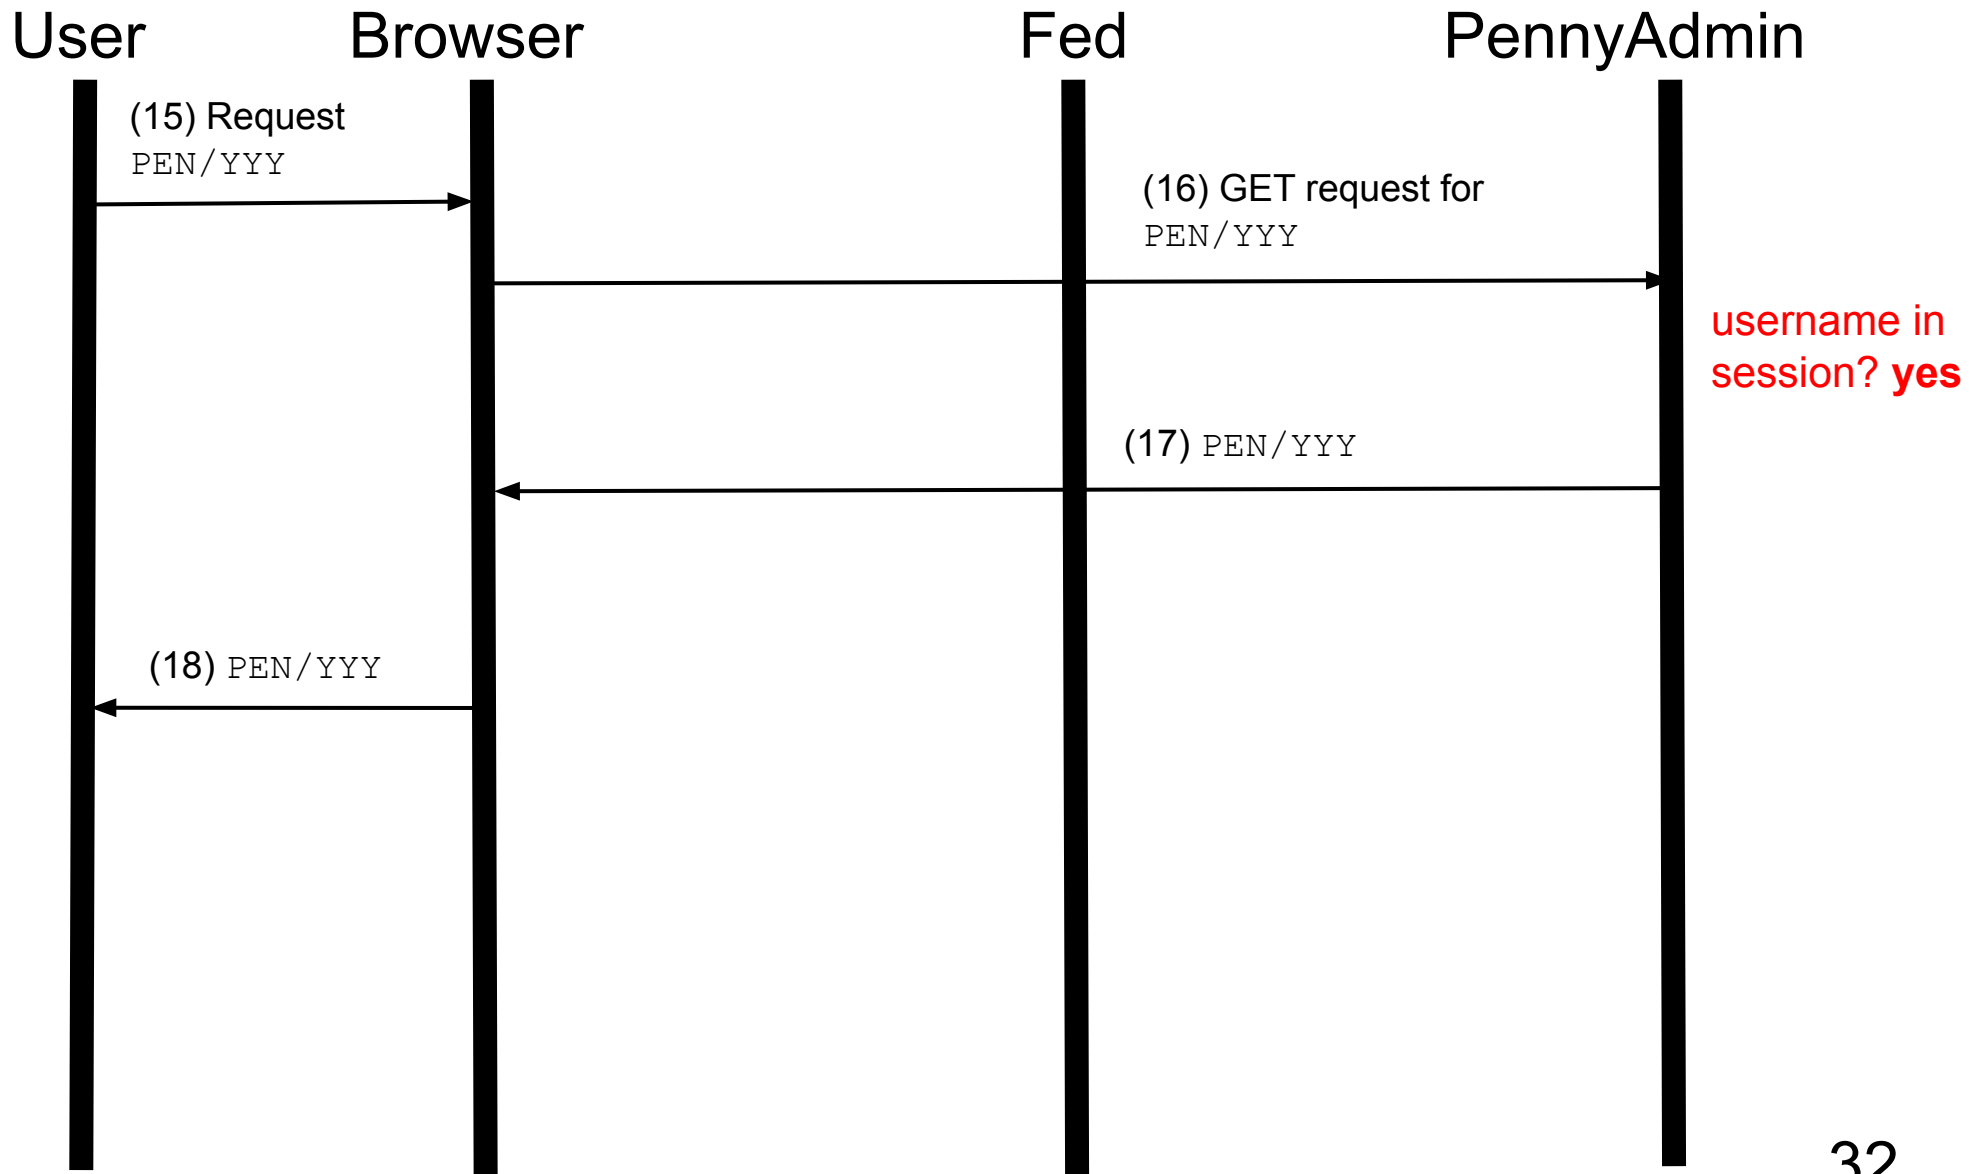 User Browser Fed PennyAdmin
(15) Request
PEN/YYY
(16) GET request for
PEN/YYY
username in
session? yes
(17) PEN/YYY
(18) PEN/YYY
32